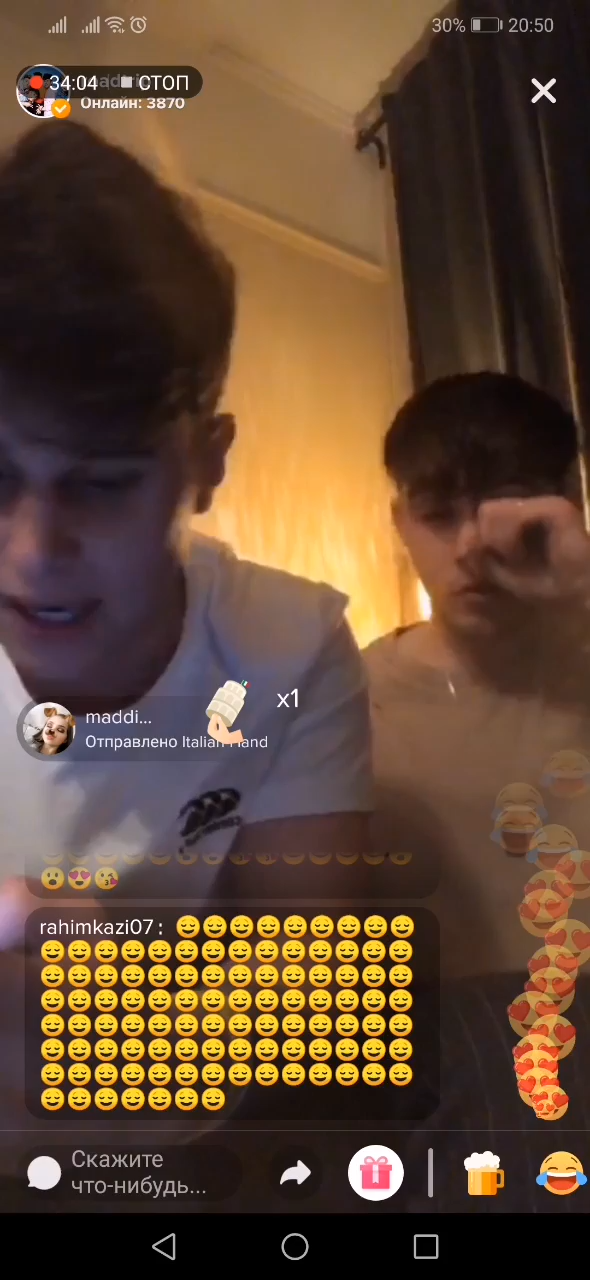 30% 20:50
34:04 СТОП
Онлайн: 3870
x1
maddi...
Отправлено Italian Hand
rahimkazi07:
Скажите
что-нибудь...